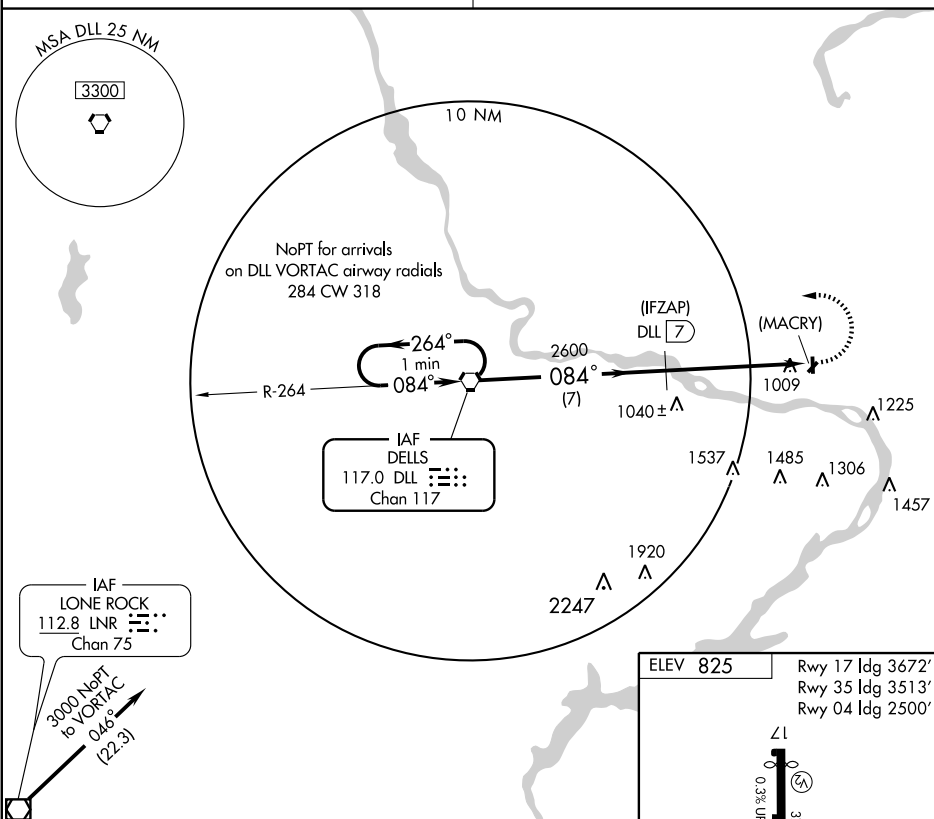 MSA DLL 25 NM
3300
10 NM
NoPT for arrivals
on DLL VORTAC airway radials
284 CW 318
(IFZAP)
DLL 7
(MACRY)
264°
1 min
084°
2600
084°
(7)
R-264
1009
1040±
1225
IAF
DELLS
117.0 DLL
Chan 117
1537
1485
1306
1457
1920
2247
IAF
LONE ROCK
112.8 LNR
Chan 75
3000 NoPT
to VORTAC
046°
(22.3)
ELEV 825
Rwy 17 ldg 3672'
Rwy 35 ldg 3513'
Rwy 04 ldg 2500'
17
V2
0.3% UP
3